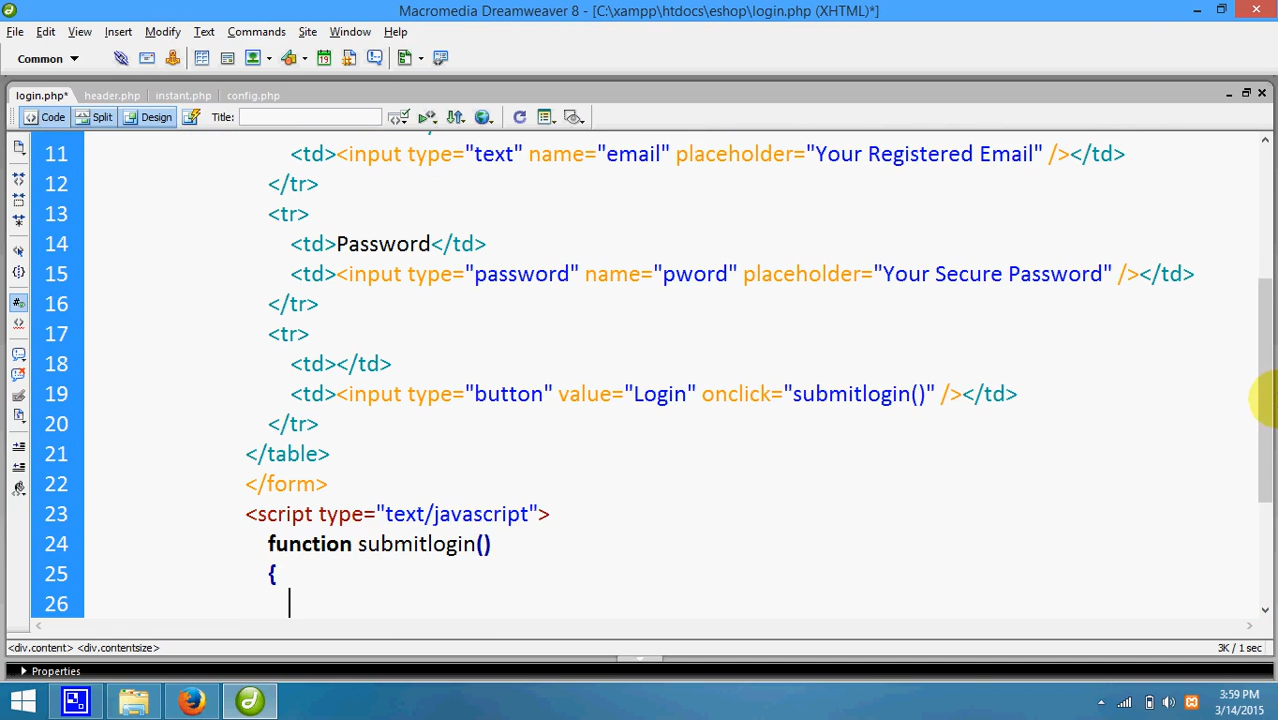 Macromedia Dreamweaver 8 - [C:\xampp\htdocs\eshop\login.php (XHTML)*]
File Edit View Insert Modify Text Commands Site Window Help
Common
login.php* header.php instant.php config.php
Code Split Design Title:
11 <td><input type="text" name="email" placeholder="Your Registered Email" /></td>
12 </tr>
13 <tr>
14 <td>Password</td>
15 <td><input type="password" name="pword" placeholder="Your Secure Password" /></td>
16 </tr>
17 <tr>
18 <td></td>
19 <td><input type="button" value="Login" onclick="submitlogin()" /></td>
20 </tr>
21 </table>
22 </form>
23 <script type="text/javascript">
24 function submitlogin()
25 {
26
<div.content> <div.contentsize> 3K / 1 sec
Properties
3:59 PM
3/14/2015